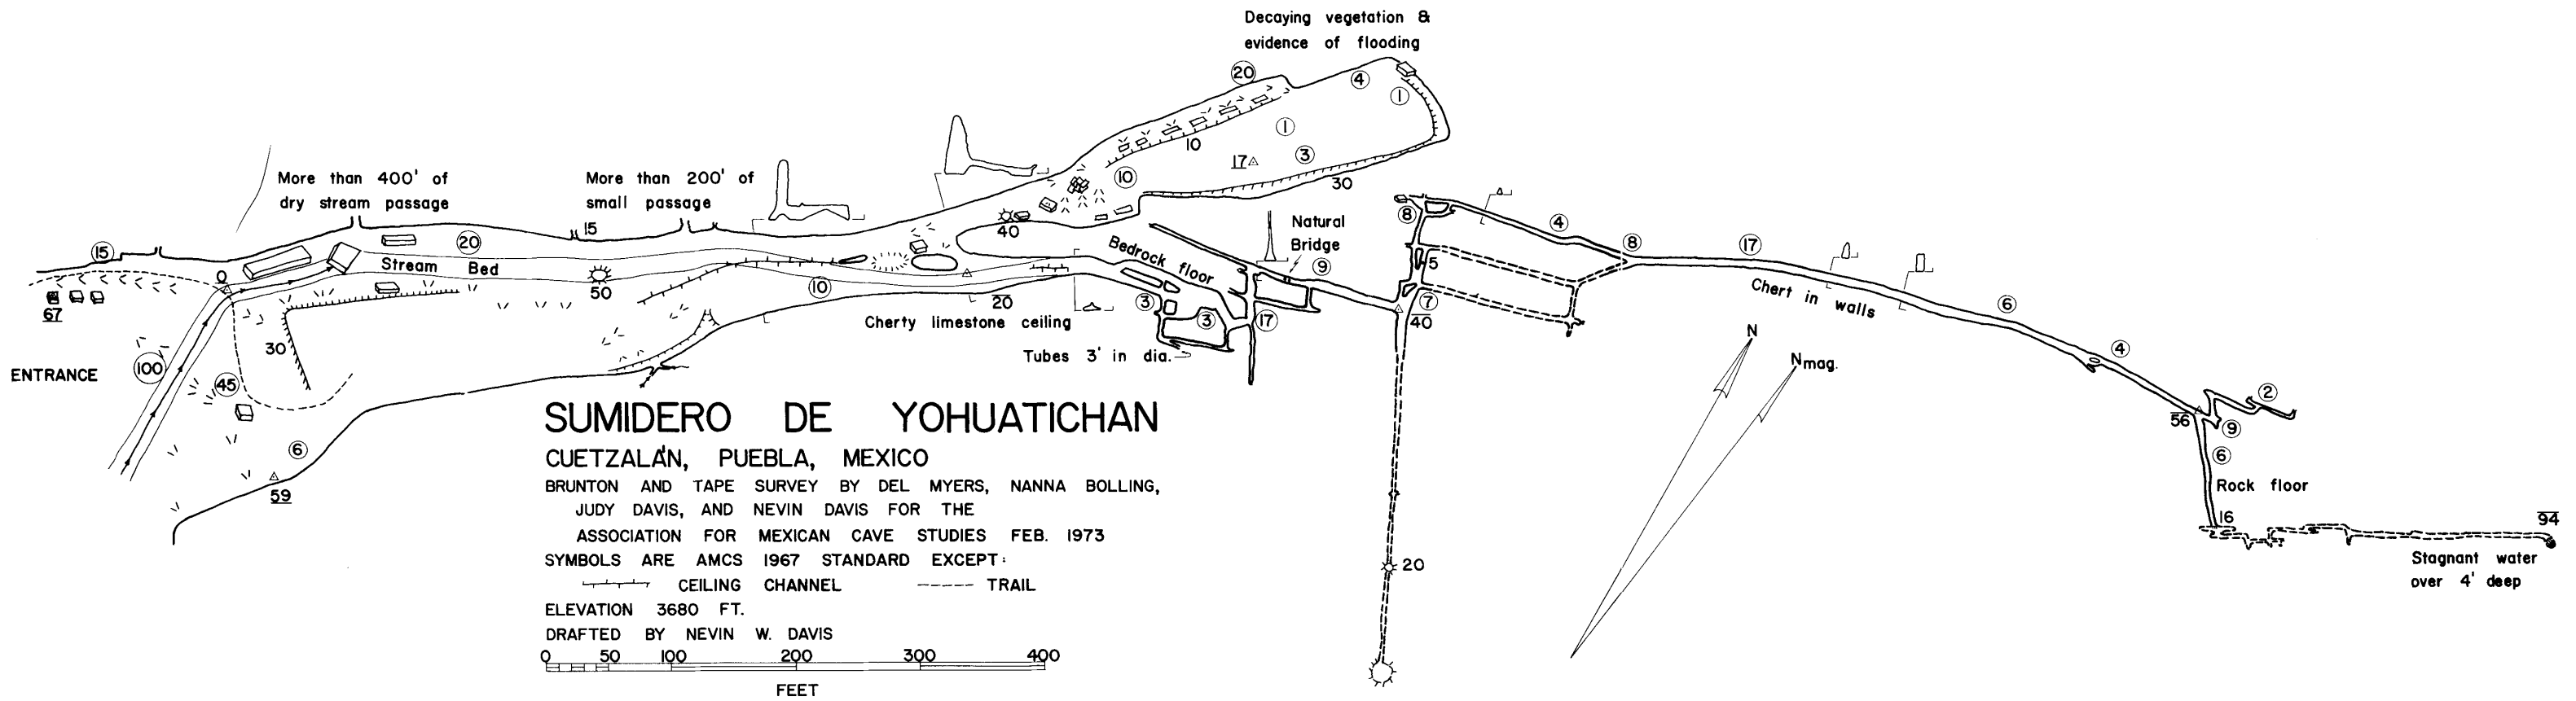 Decaying vegetation &
evidence of flooding
20
4
1
1
10
3
17
10
30
More than 400' of
dry stream passage
More than 200' of
small passage
15
20
15
0
Stream Bed
50
10
40
20
Cherty limestone ceiling
Bedrock floor
Natural
Bridge
9
3
3
17
Tubes 3' in dia.
8
5
7
40
4
8
17
Chert in walls
6
4
2
9
56
6
Rock floor
16
94
Stagnant water
over 4' deep
20
N
Nmag.
67
ENTRANCE
100
30
45
6
59
SUMIDERO DE YOHUATICHAN
CUETZALÁN, PUEBLA, MEXICO
BRUNTON AND TAPE SURVEY BY DEL MYERS, NANNA BOLLING,
JUDY DAVIS, AND NEVIN DAVIS FOR THE
ASSOCIATION FOR MEXICAN CAVE STUDIES FEB. 1973
SYMBOLS ARE AMCS 1967 STANDARD EXCEPT:
CEILING CHANNEL TRAIL
ELEVATION 3680 FT.
DRAFTED BY NEVIN W. DAVIS
0 50 100 200 300 400
FEET